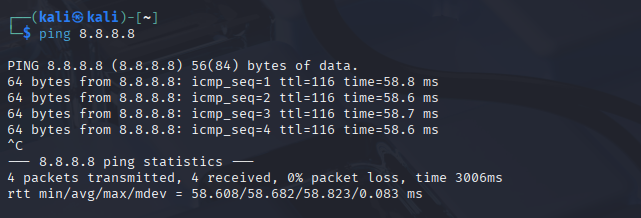 ┌──(kali㉿kali)-[~]
└─$ ping 8.8.8.8
PING 8.8.8.8 (8.8.8.8) 56(84) bytes of data.
64 bytes from 8.8.8.8: icmp_seq=1 ttl=116 time=58.8 ms
64 bytes from 8.8.8.8: icmp_seq=2 ttl=116 time=58.6 ms
64 bytes from 8.8.8.8: icmp_seq=3 ttl=116 time=58.7 ms
64 bytes from 8.8.8.8: icmp_seq=4 ttl=116 time=58.6 ms
^C
--- 8.8.8.8 ping statistics ---
4 packets transmitted, 4 received, 0% packet loss, time 3006ms
rtt min/avg/max/mdev = 58.608/58.682/58.823/0.083 ms